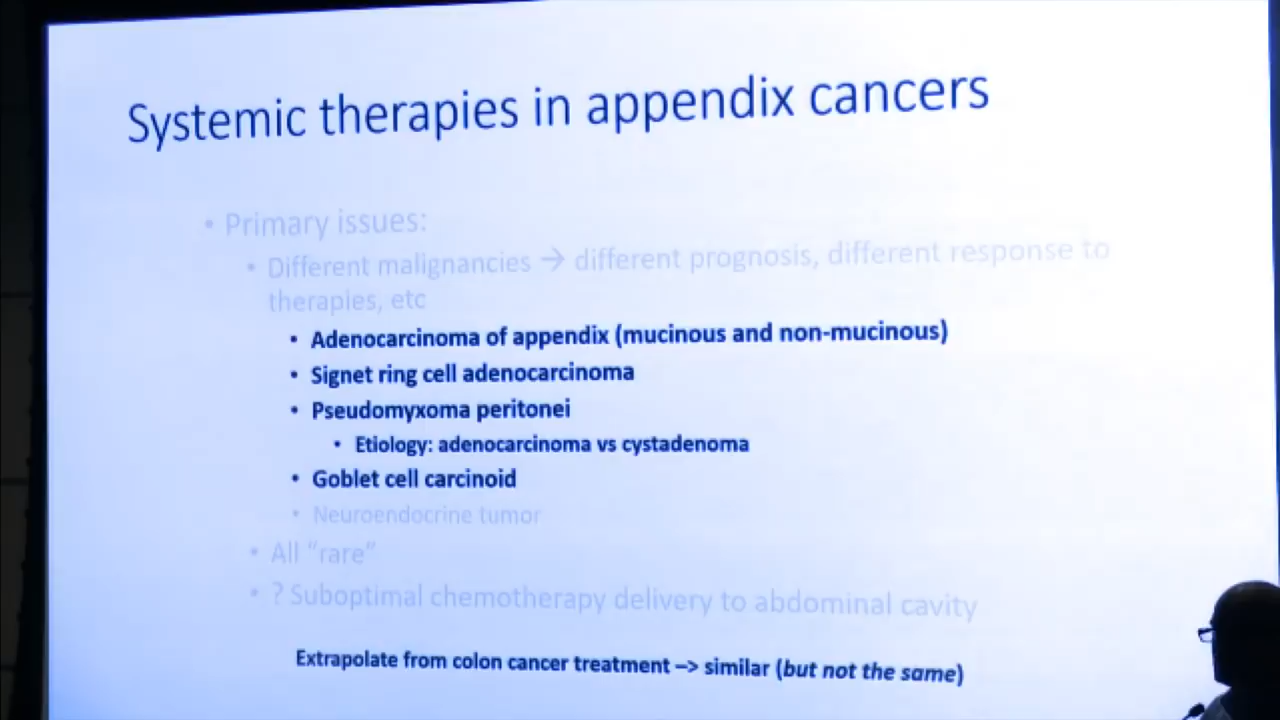 Systemic therapies in appendix cancers
• Primary issues:
• Different malangnancies → different prognosis, different response to
therapies, etc
• Adenocarcinoma of appendix (mucinous and non-mucinous)
• Signet ring cell adenocarcinoma
• Pseudomyxoma peritonei
• Etiology: adenocarcinoma vs cystadenoma
• Goblet cell carcinoid
• Neuroendocrine tumor
• All “rare”
• ? Suboptimal chemotherapy delivery to abdominal cavity
Extrapolate from colon cancer treatment –> similar (but not the same)